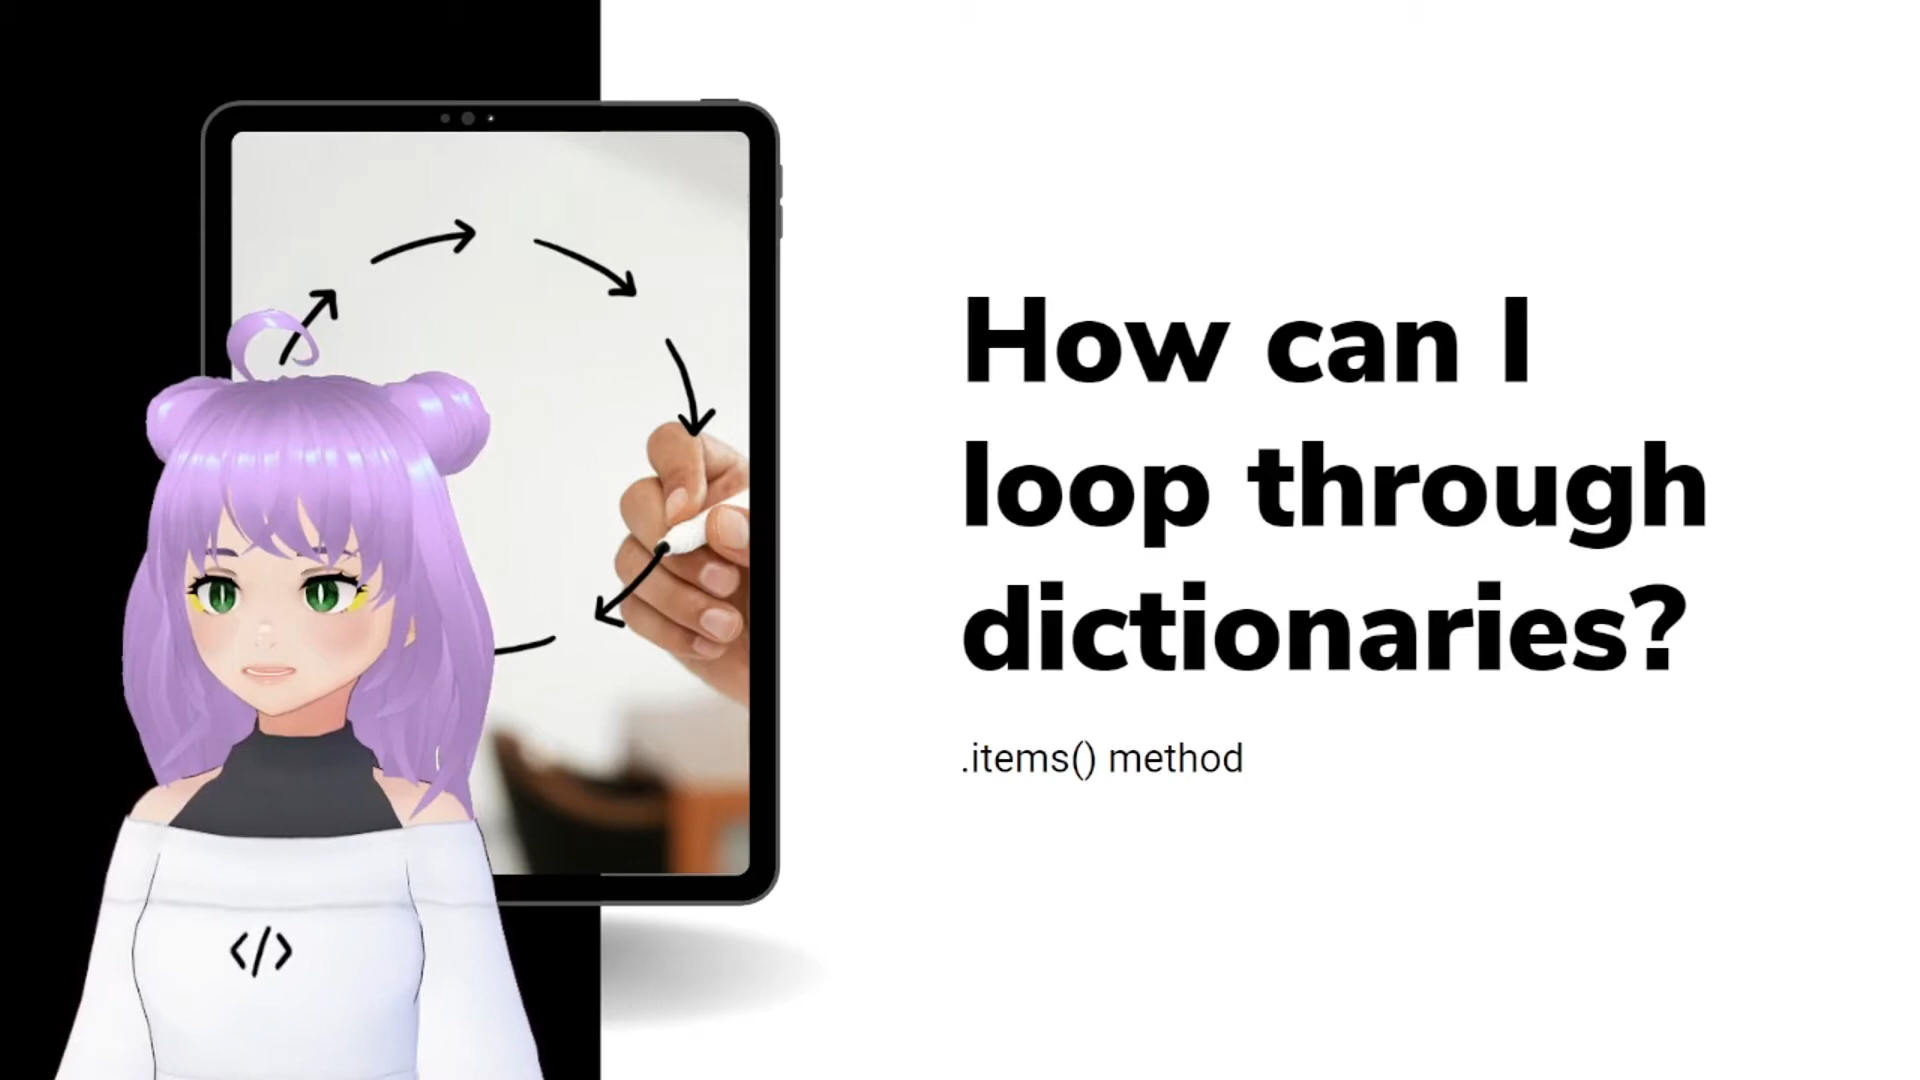 How can I
loop through
dictionaries?
.items() method
</>